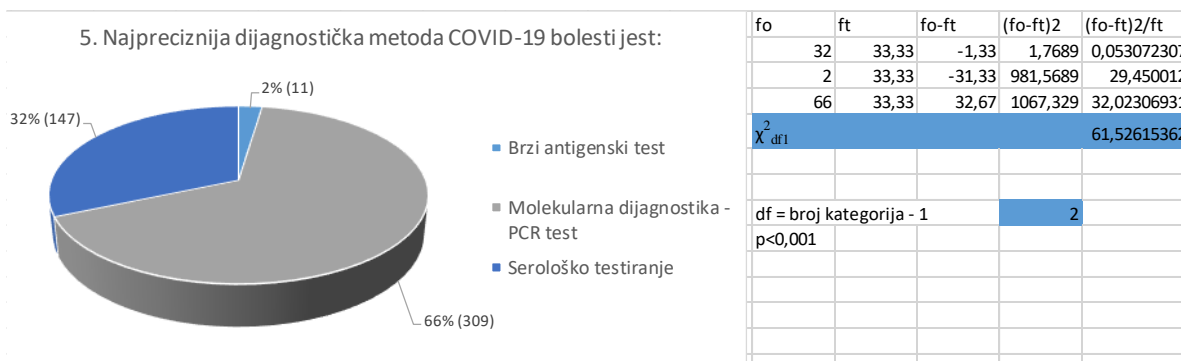 5. Najpreciznija dijagnostička metoda COVID-19 bolesti jest:
2% (11)
32% (147)
66% (309)
Brzi antigenski test
Molekularna dijagnostika -
PCR test
Serološko testiranje
fo ft fo-ft (fo-ft)2 (fo-ft)2/ft
32 33,33 -1,33 1,7689 0,053072307
2 33,33 -31,33 981,5689 29,450012
66 33,33 32,67 1067,329 32,02306931
χ²df1 61,52615362
df = broj kategorija - 1 2
p<0,001